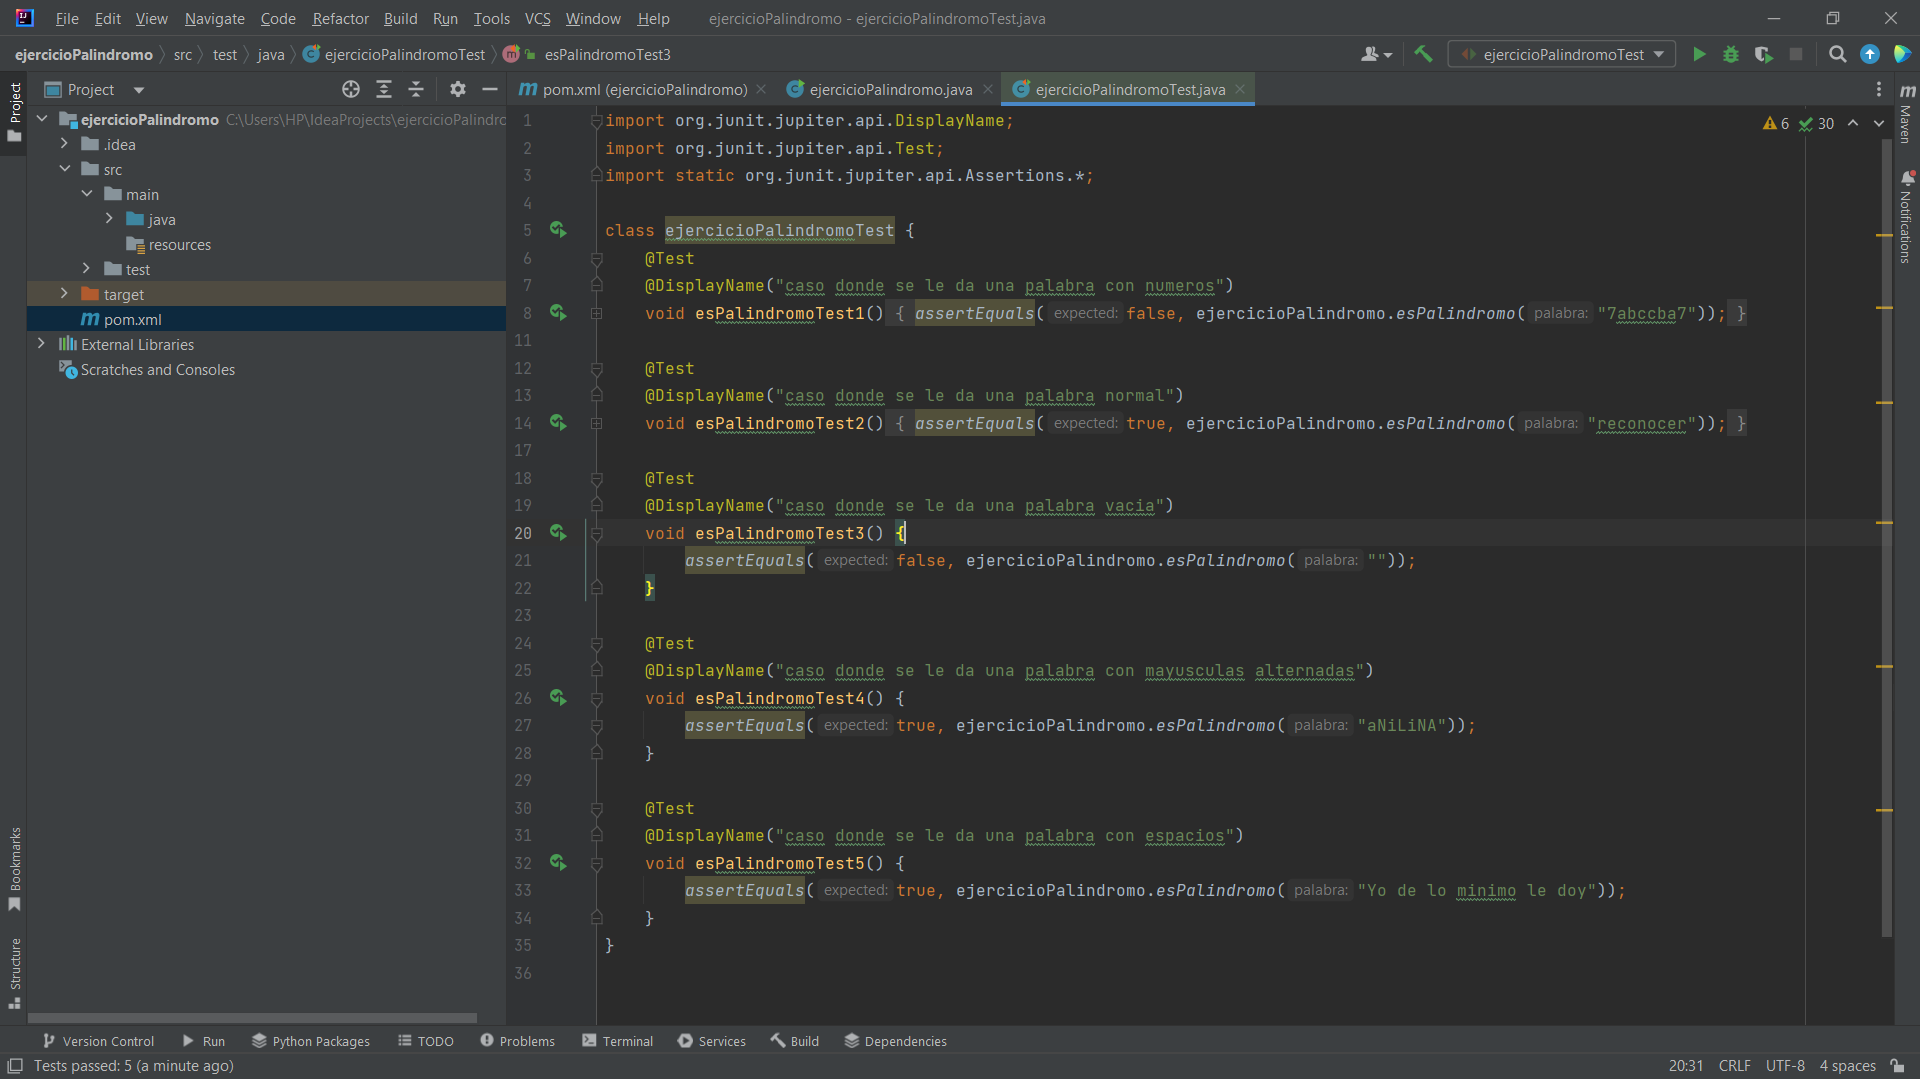 File Edit View Navigate Code Refactor Build Run Tools VCS Window Help ejercicioPalindromo - ejercicioPalindromoTest.java
ejercicioPalindromo src test java ejercicioPalindromoTest m esPalindromoTest3 ejercicioPalindromoTest
Project
Project
m pom.xml (ejercicioPalindromo) ejercicioPalindromo.java ejercicioPalindromoTest.java
ejercicioPalindromo C:\Users\HP\IdeaProjects\ejercicioPalindro
.idea
src
main
java
resources
test
target
m pom.xml
External Libraries
Scratches and Consoles
Bookmarks
Structure
6 30
1 import org.junit.jupiter.api.DisplayName;
2 import org.junit.jupiter.api.Test;
3 import static org.junit.jupiter.api.Assertions.*;
4
5 class ejercicioPalindromoTest {
6 @Test
7 @DisplayName("caso donde se le da una palabra con numeros")
8 void esPalindromoTest1() { assertEquals( expected: false, ejercicioPalindromo.esPalindromo( palabra: "7abccba7")); }
11
12 @Test
13 @DisplayName("caso donde se le da una palabra normal")
14 void esPalindromoTest2() { assertEquals( expected: true, ejercicioPalindromo.esPalindromo( palabra: "reconocer")); }
17
18 @Test
19 @DisplayName("caso donde se le da una palabra vacia")
20 void esPalindromoTest3() {
21 assertEquals( expected: false, ejercicioPalindromo.esPalindromo( palabra: ""));
22 }
23
24 @Test
25 @DisplayName("caso donde se le da una palabra con mayusculas alternadas")
26 void esPalindromoTest4() {
27 assertEquals( expected: true, ejercicioPalindromo.esPalindromo( palabra: "aNiLiNA"));
28 }
29
30 @Test
31 @DisplayName("caso donde se le da una palabra con espacios")
32 void esPalindromoTest5() {
33 assertEquals( expected: true, ejercicioPalindromo.esPalindromo( palabra: "Yo de lo minimo le doy"));
34 }
35 }
36
m Maven
Notifications
Version Control Run Python Packages TODO Problems Terminal Services Build Dependencies
Tests passed: 5 (a minute ago) 20:31 CRLF UTF-8 4 spaces